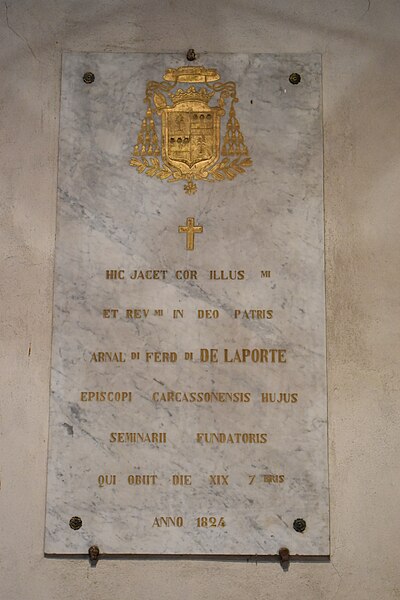 HIC JACET COR ILLUS MI
ET REV MI IN DEO PATRIS
ARNAL DI FERD DI DE LAPORTE
EPISCOPI CARCASSONENSIS HUJUS
SEMINARII FUNDATORIS
QUI OBIIT DIE XIX 7 BRIS
ANNO 1824